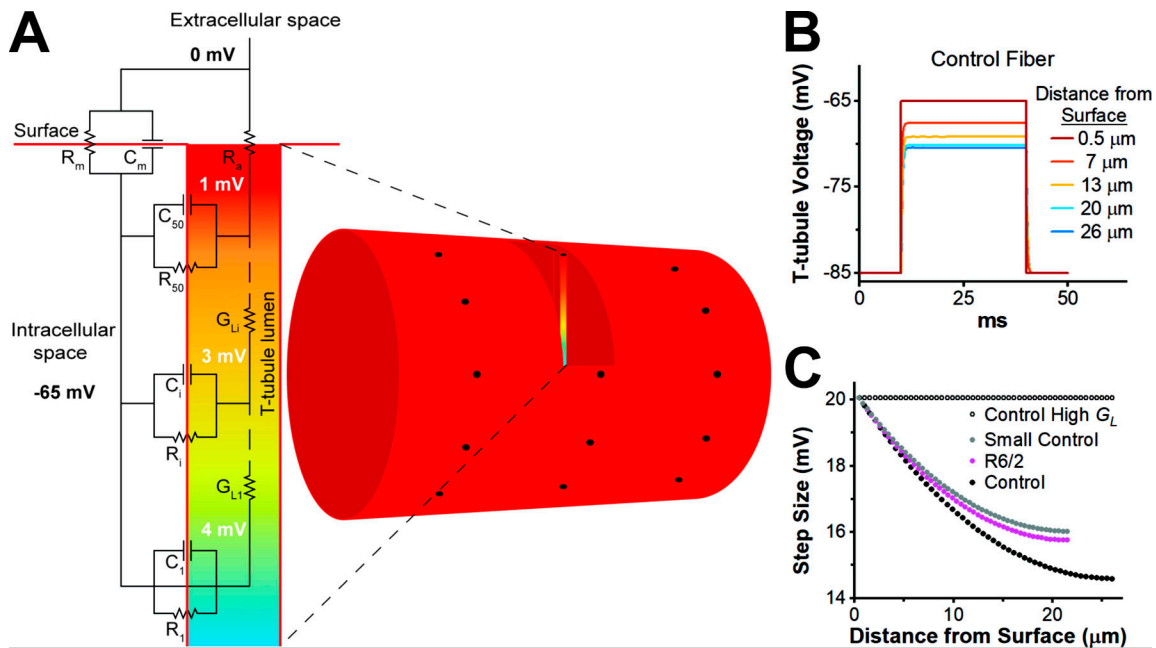 A
Extracellular space
0 mV
Surface
Rm
Cm
Ra
1 mV
C50
R50
GLi
Intracellular
space
-65 mV
3 mV
T-tubule lumen
Ci
Ri
GL1
4 mV
C1
R1
B
Control Fiber
T-tubule Voltage (mV)
-65
-75
-85
0
25
50
ms
Distance from
Surface
0.5 μm
7 μm
13 μm
20 μm
26 μm
C
Step Size (mV)
20
18
16
14
0
10
20
Distance from Surface (μm)
Control High GL
Small Control
R6/2
Control